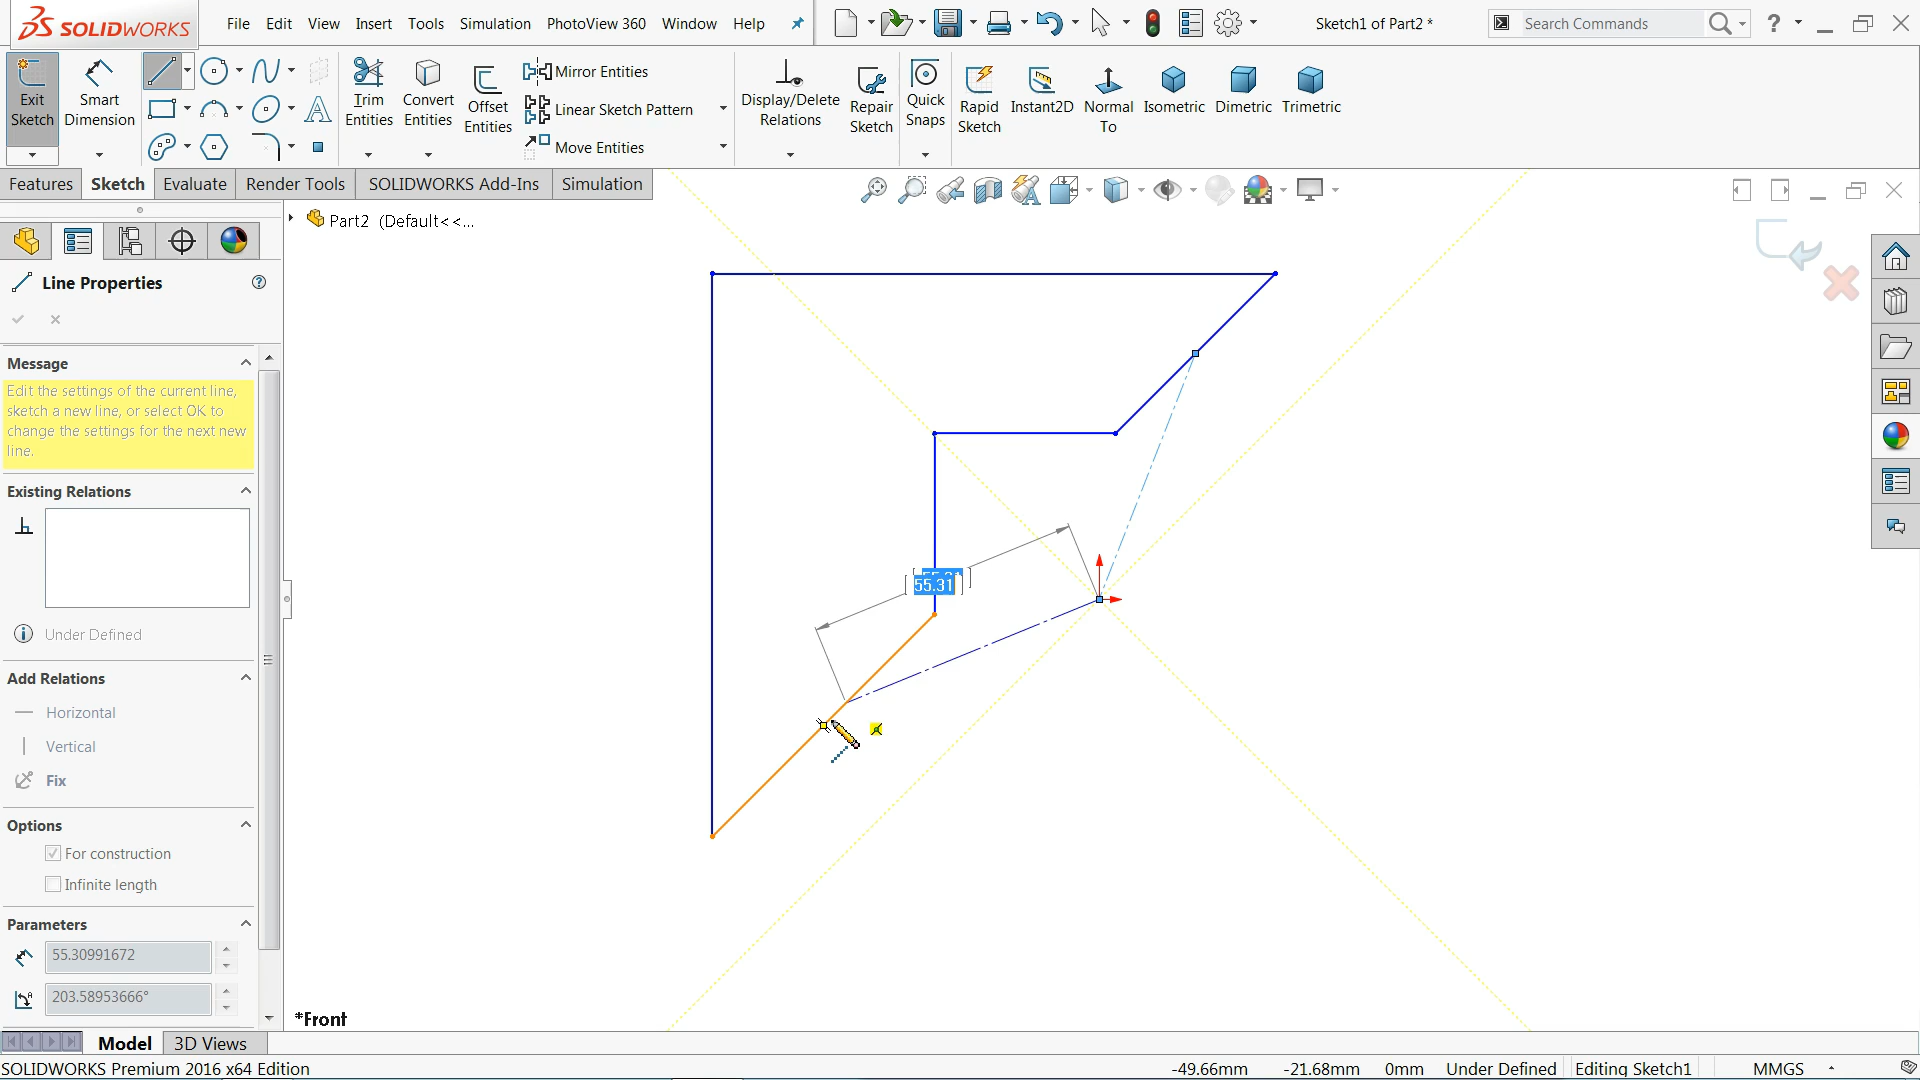 SOLIDWORKS
File Edit View Insert Tools Simulation PhotoView 360 Window Help
Sketch1 of Part2 *
Search Commands
?
Exit Sketch
Smart Dimension
Trim Entities
Convert Entities
Offset Entities
Mirror Entities
Linear Sketch Pattern
Move Entities
Display/Delete Relations
Repair Sketch
Quick Snaps
Rapid Sketch
Instant2D
Normal To
Isometric
Dimetric
Trimetric
Features Sketch Evaluate Render Tools SOLIDWORKS Add-Ins Simulation
Part2 (Default<<...
Line Properties
Message
Edit the settings of the current line,
sketch a new line, or select OK to
change the settings for the next new
line.
Existing Relations
Under Defined
Add Relations
Horizontal
Vertical
Fix
Options
For construction
Infinite length
Parameters
55.30991672
203.58953666°
55.31
*Front
Model 3D Views
SOLIDWORKS Premium 2016 x64 Edition
-49.66mm -21.68mm 0mm Under Defined Editing Sketch1 MMGS